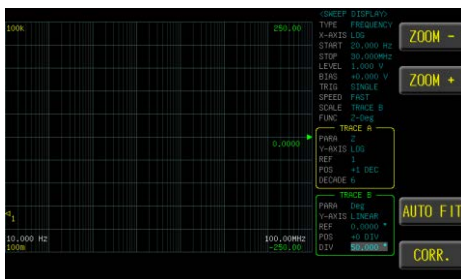 <SWEEP DISPLAY>
TYPE FREQUENCY
X-AXIS LOG
START 20.000 Hz
STOP 30.000MHz
LEVEL 1.000 V
BIAS +0.000 V
TRIG SINGLE
SPEED FAST
SCALE TRACE B
FUNC Z-Deg
TRACE A
PARA Z
Y-AXIS LOG
REF 1
POS +1 DEC
DECADE 6
TRACE B
PARA Deg
Y-AXIS LINEAR
REF 0.0000 °
POS +0 DIV
DIV 50.000 °
100k 250.00
0.0000
1
10.000 Hz 100.00MHz
100m -250.00
ZOOM -
ZOOM +
AUTO FIT
CORR.